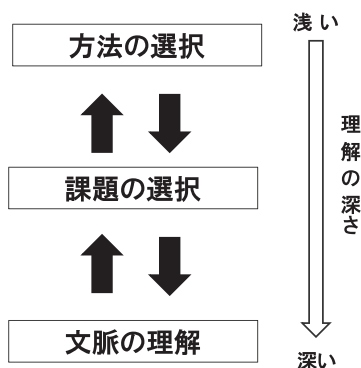 方法の選択
課題の選択
文脈の理解
浅い
理解の深さ
深い